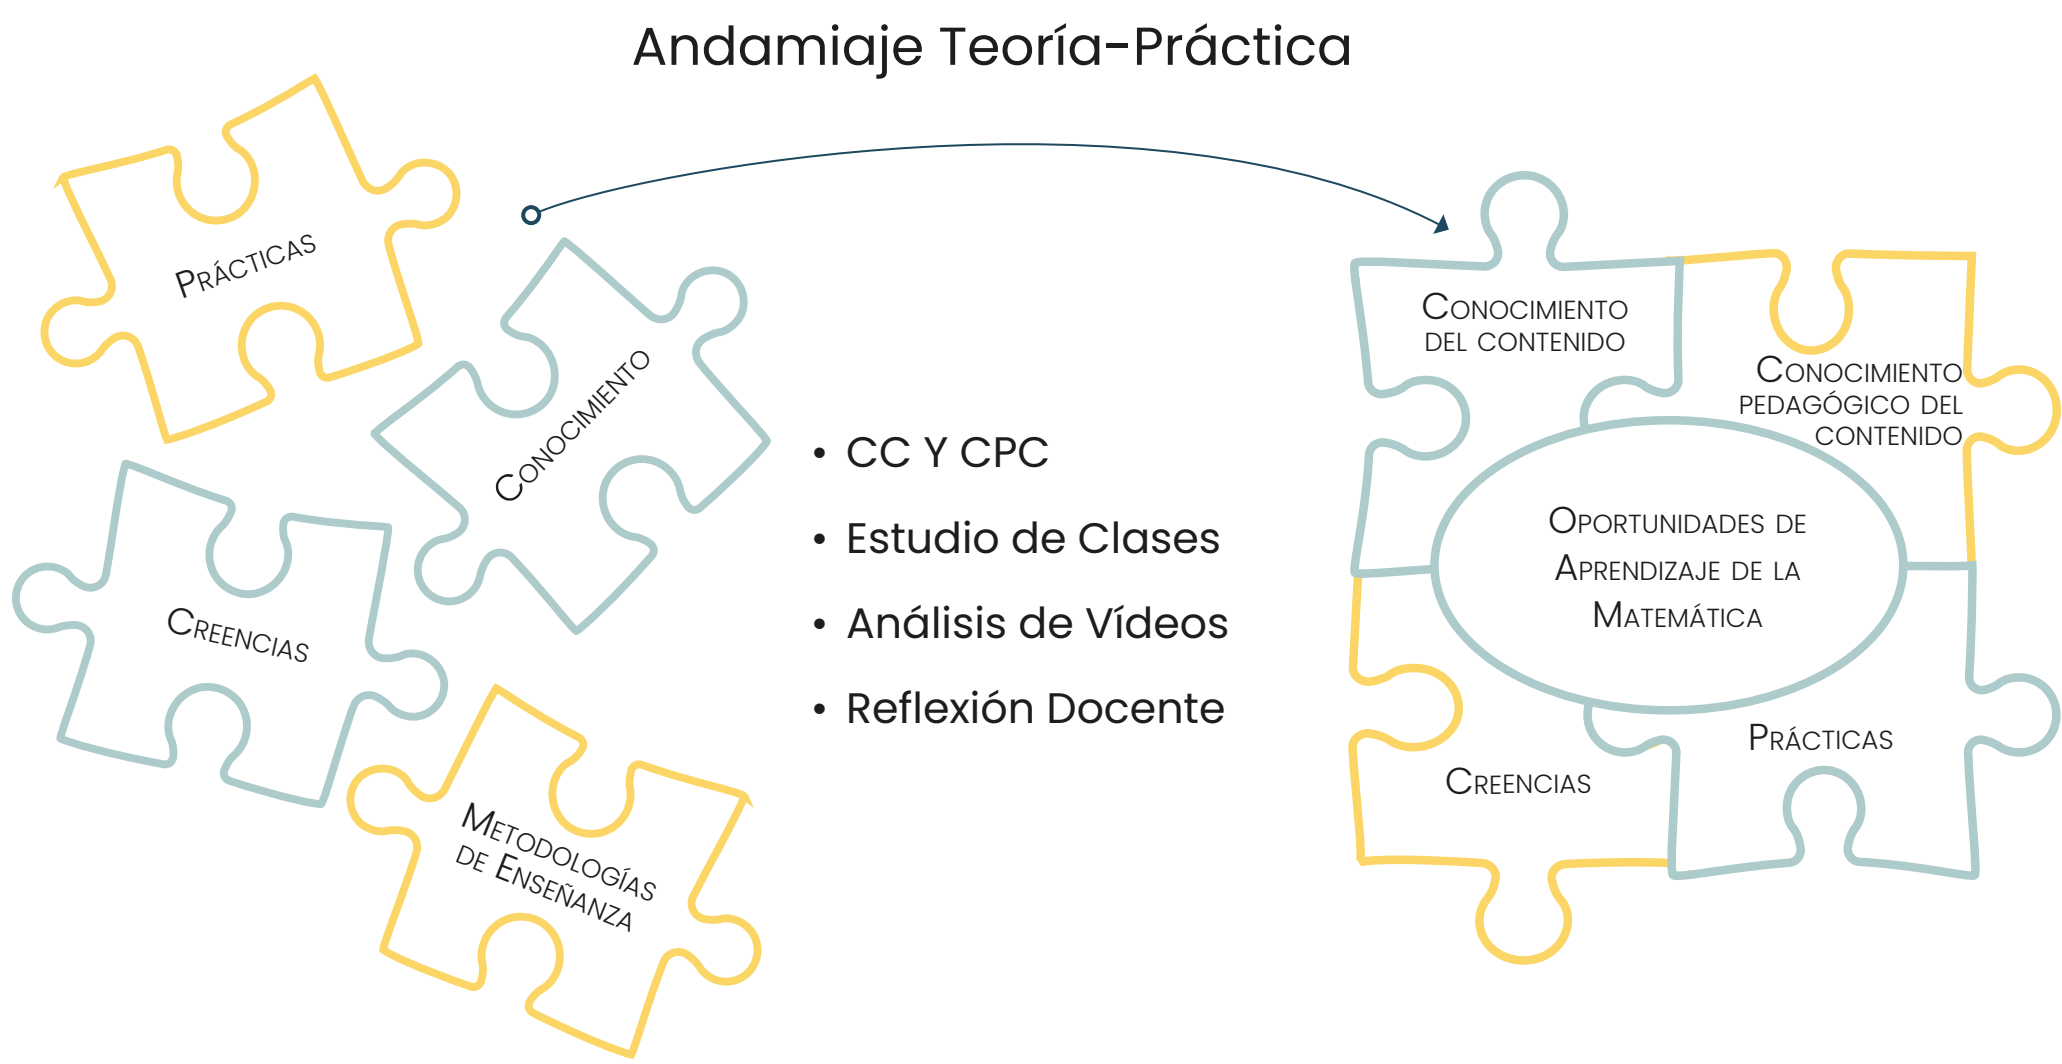 Andamiaje Teoría-Práctica
Prácticas
Conocimiento
Creencias
Metodologías
de Enseñanza
• CC Y CPC
• Estudio de Clases
• Análisis de Vídeos
• Reflexión Docente
Conocimiento
del contenido
Conocimiento
pedagógico del
contenido
Oportunidades de
Aprendizaje de la
Matemática
Creencias
Prácticas